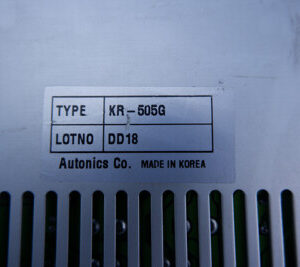 TYPE KR-505G
LOTNO DD18
Autonics Co. MADE IN KOREA